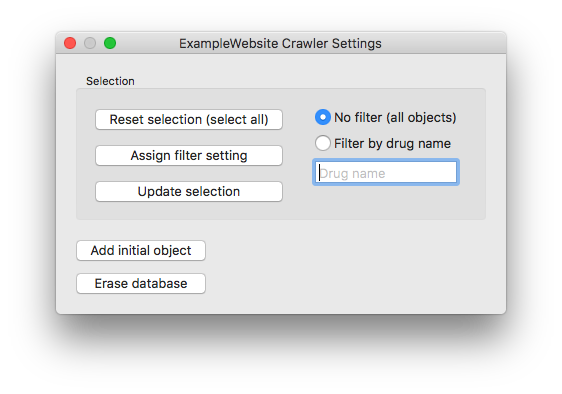 ExampleWebsite Crawler Settings
Selection
Reset selection (select all)
No filter (all objects)
Assign filter setting
Filter by drug name
Drug name
Update selection
Add initial object
Erase database